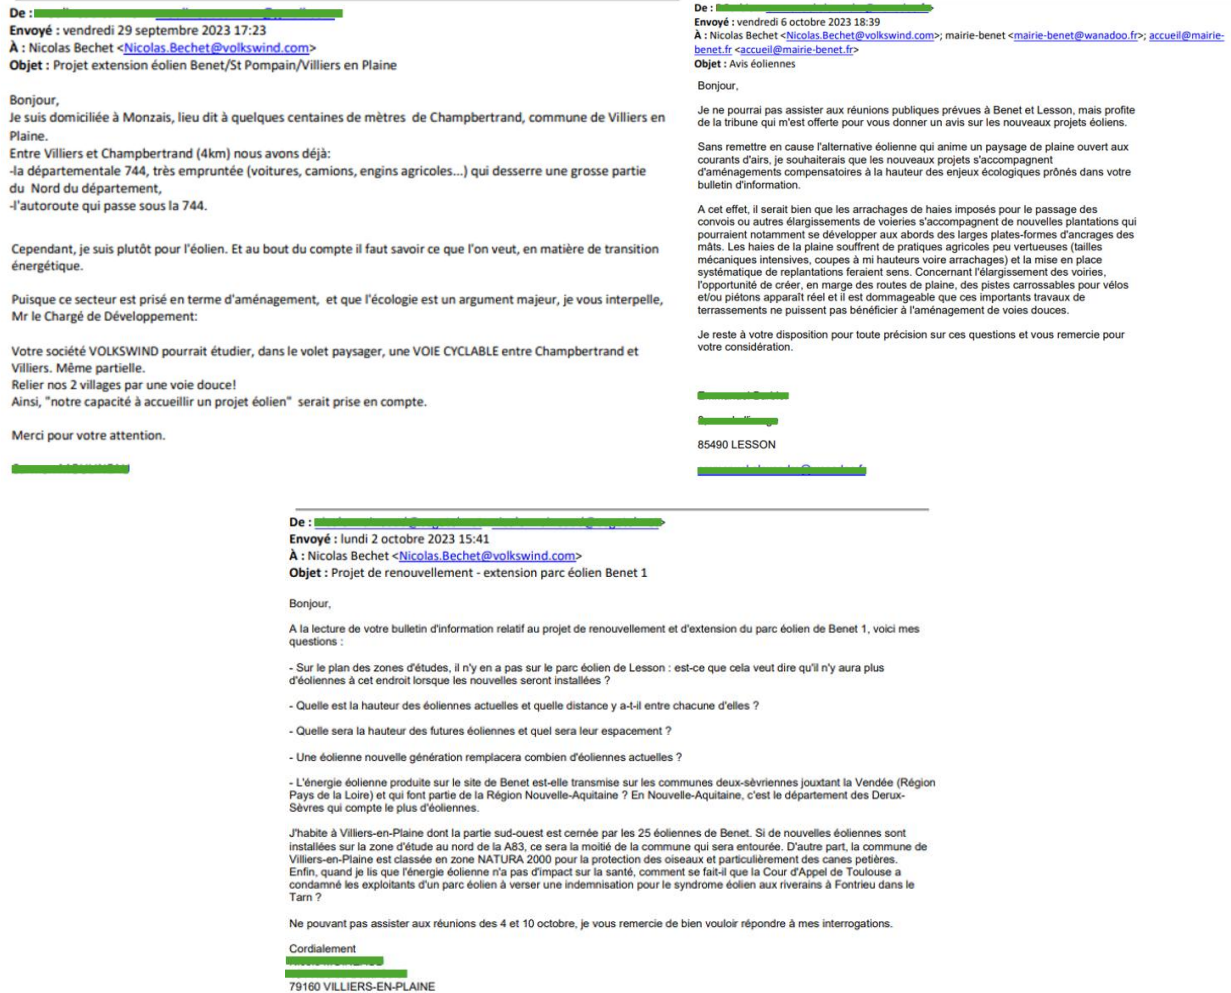 De :
Envoyé : vendredi 29 septembre 2023 17:23
À : Nicolas Bechet <Nicolas.Bechet@volkswind.com>
Objet : Projet extension éolien Benet/St Pompain/Villiers en Plaine
Bonjour,
Je suis domiciliée à Monzais, lieu dit à quelques centaines de mètres de Champbertrand, commune de Villiers en
Plaine.
Entre Villiers et Champbertrand (4km) nous avons déjà:
-la départementale 744, très empruntée (voitures, camions, engins agricoles...) qui desserre une grosse partie
du Nord du département,
-l'autoroute qui passe sous la 744.
Cependant, je suis plutôt pour l'éolien. Et au bout du compte il faut savoir ce que l'on veut, en matière de transition
énergétique.
Puisque ce secteur est prisé en terme d'aménagement, et que l'écologie est un argument majeur, je vous interpelle,
Mr le Chargé de Développement:
Votre société VOLKSWIND pourrait étudier, dans le volet paysager, une VOIE CYCLABLE entre Champbertrand et
Villiers. Même partielle.
Relier nos 2 villages par une voie douce!
Ainsi, "notre capacité à accueillir un projet éolien" serait prise en compte.
Merci pour votre attention.
De :
Envoyé : vendredi 6 octobre 2023 18:39
À : Nicolas Bechet <Nicolas.Bechet@volkswind.com>; mairie-benet <mairie-benet@wanadoo.fr>; accueil@mairie-
benet.fr <accueil@mairie-benet.fr>
Objet : Avis éoliennes
Bonjour,
Je ne pourrai pas assister aux réunions publiques prévues à Benet et Lesson, mais profite
de la tribune qui m'est offerte pour vous donner un avis sur les nouveaux projets éoliens.
Sans remettre en cause l'alternative éolienne qui anime un paysage de plaine ouvert aux
courants d'airs, je souhaiterais que les nouveaux projets s'accompagnent
d'aménagements compensatoires à la hauteur des enjeux écologiques prônés dans votre
bulletin d'information.
A cet effet, il serait bien que les arrachages de haies imposés pour le passage des
convois ou autres élargissements de voieries s'accompagnent de nouvelles plantations qui
pourraient notamment se développer aux abords des larges plates-formes d'ancrages des
mâts. Les haies de la plaine souffrent de pratiques agricoles peu vertueuses (tailles
mécaniques intensives, coupes à mi hauteurs voire arrachages) et la mise en place
systématique de replantations feraient sens. Concernant l'élargissement des voiries,
l'opportunité de créer, en marge des routes de plaine, des pistes carrossables pour vélos
et/ou piétons apparaît réel et il est dommageable que ces importants travaux de
terrassements ne puissent pas bénéficier à l'aménagement de voies douces.
Je reste à votre disposition pour toute précision sur ces questions et vous remercie pour
votre considération.
85490 LESSON
De :
Envoyé : lundi 2 octobre 2023 15:41
À : Nicolas Bechet <Nicolas.Bechet@volkswind.com>
Objet : Projet de renouvellement - extension parc éolien Benet 1
Bonjour,
A la lecture de votre bulletin d'information relatif au projet de renouvellement et d'extension du parc éolien de Benet 1, voici mes
questions :
- Sur le plan des zones d'études, il n'y en a pas sur le parc éolien de Lesson : est-ce que cela veut dire qu'il n'y aura plus
d'éoliennes à cet endroit lorsque les nouvelles seront installées ?
- Quelle est la hauteur des éoliennes actuelles et quelle distance y a-t-il entre chacune d'elles ?
- Quelle sera la hauteur des futures éoliennes et quel sera leur espacement ?
- Une éolienne nouvelle génération remplacera combien d'éoliennes actuelles ?
- L'énergie éolienne produite sur le site de Benet est-elle transmise sur les communes deux-sèvriennes jouxtant la Vendée (Région
Pays de la Loire) et qui font partie de la Région Nouvelle-Aquitaine ? En Nouvelle-Aquitaine, c'est le département des Derux-
Sèvres qui compte le plus d'éoliennes.
J'habite à Villiers-en-Plaine dont la partie sud-ouest est cernée par les 25 éoliennes de Benet. Si de nouvelles éoliennes sont
installées sur la zone d'étude au nord de la A83, ce sera la moitié de la commune qui sera entourée. D'autre part, la commune de
Villiers-en-Plaine est classée en zone NATURA 2000 pour la protection des oiseaux et particulièrement des canes petières.
Enfin, quand je lis que l'énergie éolienne n'a pas d'impact sur la santé, comment se fait-il que la Cour d'Appel de Toulouse a
condamné les exploitants d'un parc éolien à verser une indemnisation pour le syndrome éolien aux riverains à Fontrieu dans le
Tarn ?
Ne pouvant pas assister aux réunions des 4 et 10 octobre, je vous remercie de bien vouloir répondre à mes interrogations.
Cordialement
79160 VILLIERS-EN-PLAINE